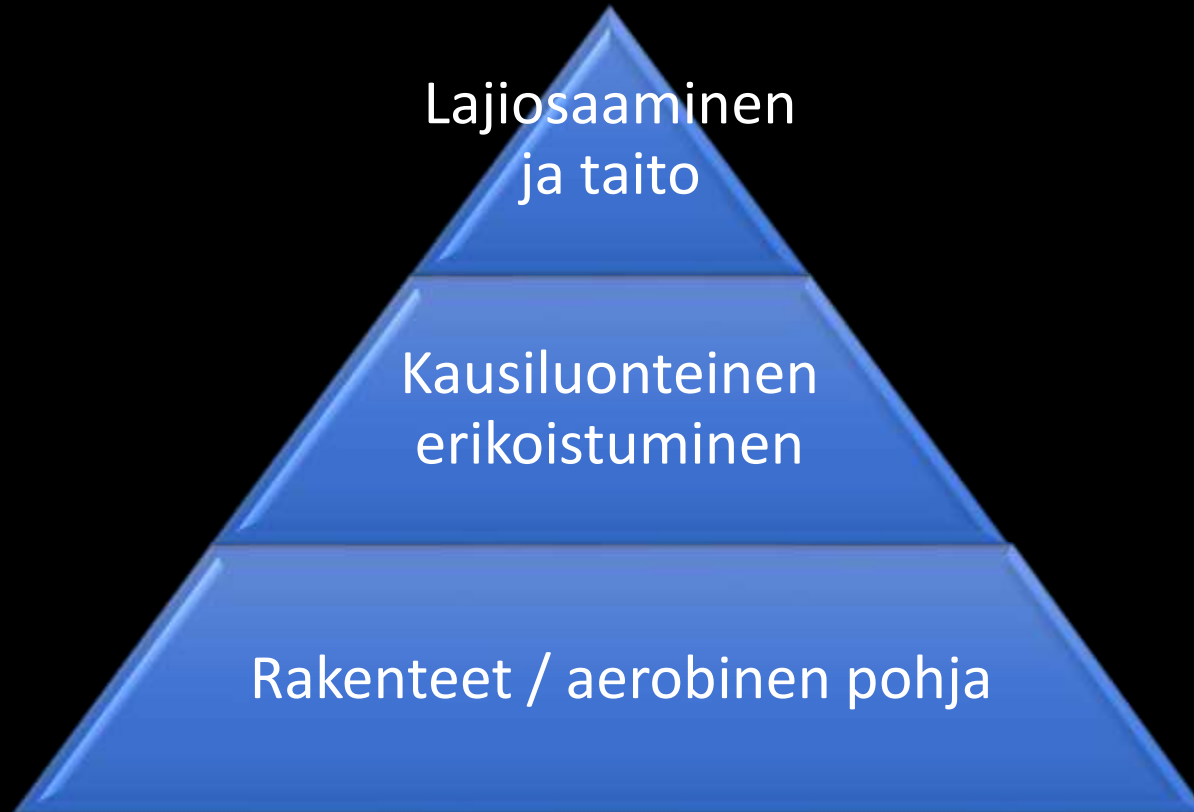 Lajiosaaminen
ja taito
Kausiluonteinen
erikoistuminen
Rakenteet / aerobinen pohja